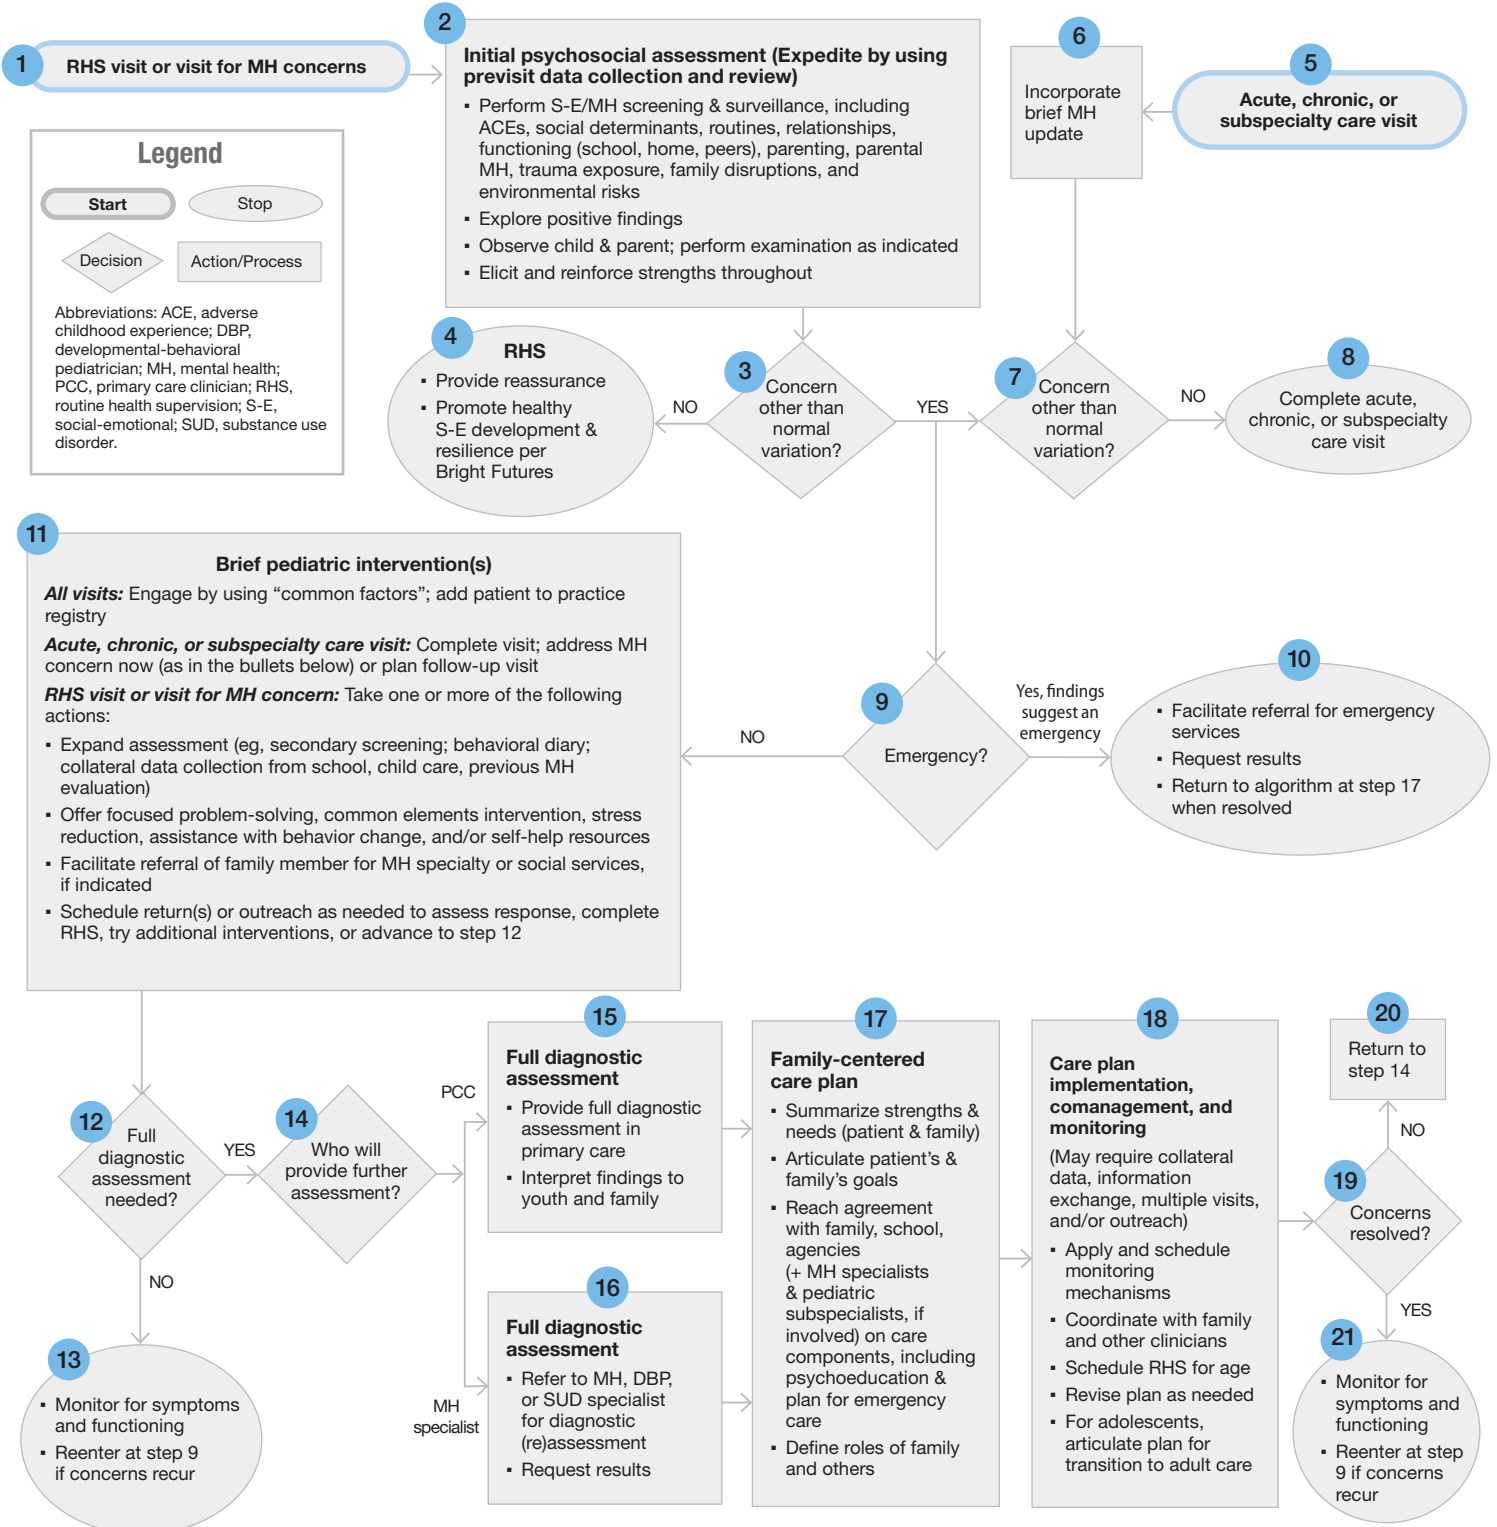 1
RHS visit or visit for MH concerns
2
Initial psychosocial assessment (Expedite by using
previsit data collection and review)
▪ Perform S-E/MH screening & surveillance, including
ACEs, social determinants, routines, relationships,
functioning (school, home, peers), parenting, parental
MH, trauma exposure, family disruptions, and
environmental risks
▪ Explore positive findings
▪ Observe child & parent; perform examination as indicated
▪ Elicit and reinforce strengths throughout
6
Incorporate
brief MH
update
5
Acute, chronic, or
subspecialty care visit
Legend
Start
Stop
Decision
Action/Process
Abbreviations: ACE, adverse
childhood experience; DBP,
developmental-behavioral
pediatrician; MH, mental health;
PCC, primary care clinician; RHS,
routine health supervision; S-E,
social-emotional; SUD, substance use
disorder.
4
RHS
▪ Provide reassurance
▪ Promote healthy
S-E development &
resilience per
Bright Futures
NO
3
Concern
other than
normal
variation?
YES
7
Concern
other than
normal
variation?
NO
8
Complete acute,
chronic, or subspecialty
care visit
11
Brief pediatric intervention(s)
All visits: Engage by using “common factors”; add patient to practice
registry
Acute, chronic, or subspecialty care visit: Complete visit; address MH
concern now (as in the bullets below) or plan follow-up visit
RHS visit or visit for MH concern: Take one or more of the following
actions:
▪ Expand assessment (eg, secondary screening; behavioral diary;
collateral data collection from school, child care, previous MH
evaluation)
▪ Offer focused problem-solving, common elements intervention, stress
reduction, assistance with behavior change, and/or self-help resources
▪ Facilitate referral of family member for MH specialty or social services,
if indicated
▪ Schedule return(s) or outreach as needed to assess response, complete
RHS, try additional interventions, or advance to step 12
NO
9
Emergency?
Yes, findings
suggest an
emergency
10
▪ Facilitate referral for emergency
services
▪ Request results
▪ Return to algorithm at step 17
when resolved
12
Full
diagnostic
assessment
needed?
YES
NO
13
▪ Monitor for symptoms
and functioning
▪ Reenter at step 9
if concerns recur
14
Who will
provide further
assessment?
PCC
MH
specialist
15
Full diagnostic
assessment
▪ Provide full diagnostic
assessment in
primary care
▪ Interpret findings to
youth and family
16
Full diagnostic
assessment
▪ Refer to MH, DBP,
or SUD specialist
for diagnostic
(re)assessment
▪ Request results
17
Family-centered
care plan
▪ Summarize strengths &
needs (patient & family)
▪ Articulate patient’s &
family’s goals
▪ Reach agreement
with family, school,
agencies
(+ MH specialists
& pediatric
subspecialists, if
involved) on care
components, including
psychoeducation &
plan for emergency
care
▪ Define roles of family
and others
18
Care plan
implementation,
comanagement, and
monitoring
(May require collateral
data, information
exchange, multiple visits,
and/or outreach)
▪ Apply and schedule
monitoring
mechanisms
▪ Coordinate with family
and other clinicians
▪ Schedule RHS for age
▪ Revise plan as needed
▪ For adolescents,
articulate plan for
transition to adult care
20
Return to
step 14
NO
19
Concerns
resolved?
YES
21
▪ Monitor for
symptoms and
functioning
▪ Reenter at step
9 if concerns
recur